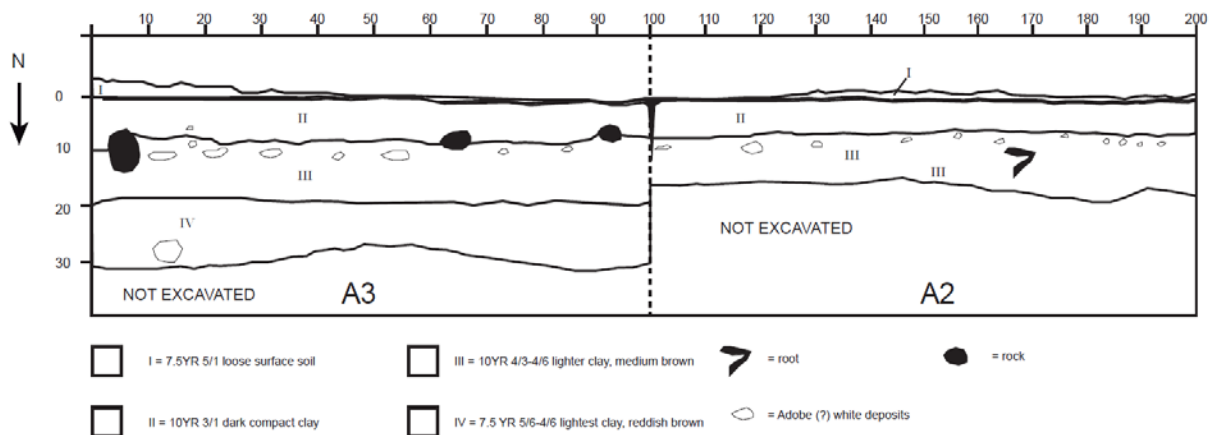 10 20 30 40 50 60 70 80 90 100 110 120 130 140 150 160 170 180 190 200
N
I
I
0
II
II
10
III
III
III
20
IV
NOT EXCAVATED
30
NOT EXCAVATED
A3
A2
I = 7.5YR 5/1 loose surface soil
III = 10YR 4/3-4/6 lighter clay, medium brown
= root
= rock
II = 10YR 3/1 dark compact clay
IV = 7.5 YR 5/6-4/6 lightest clay, reddish brown
= Adobe (?) white deposits